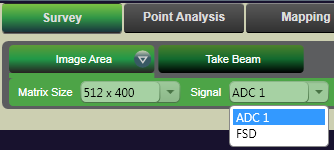 Survey Point Analysis Mapping
Image Area Take Beam
Matrix Size 512 x 400 Signal ADC 1
ADC 1
FSD